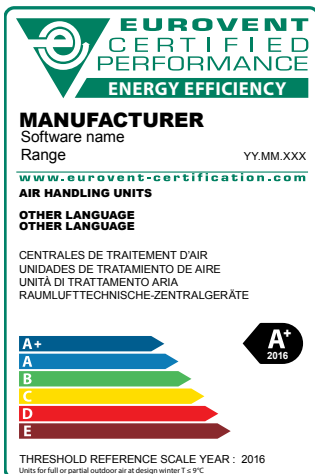 EUROVENT
CERTIFIED
PERFORMANCE
ENERGY EFFICIENCY
MANUFACTURER
Software name
Range YY.MM.XXX
www.eurovent-certification.com
AIR HANDLING UNITS
OTHER LANGUAGE
OTHER LANGUAGE
CENTRALES DE TRAITEMENT D'AIR
UNIDADES DE TRATAMIENTO DE AIRE
UNITÀ DI TRATTAMENTO ARIA
RAUMLUFTTECHNISCHE-ZENTRALGERÄTE
A+
A
B
C
D
E
A+
2016
THRESHOLD REFERENCE SCALE YEAR : 2016
Units for full or partial outdoor air at design winter T ≤ 9°C